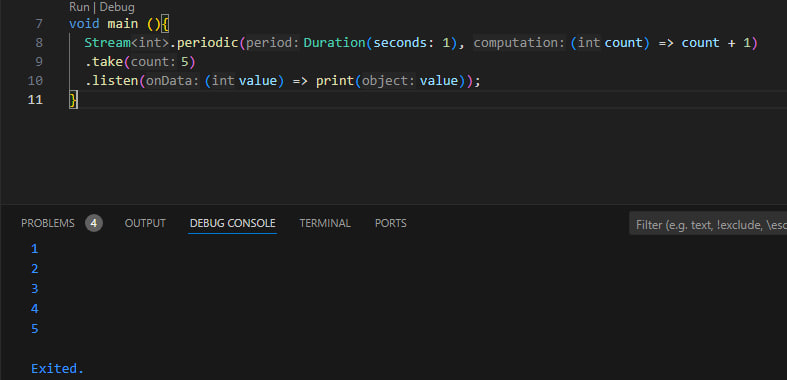 Run | Debug
7 void main (){
8 Stream<int>.periodic(period: Duration(seconds: 1), computation: (int count) => count + 1)
9 .take(count: 5)
10 .listen(onData: (int value) => print(object: value));
11 }
PROBLEMS 4 OUTPUT DEBUG CONSOLE TERMINAL PORTS Filter (e.g. text, !exclude, \esc
1
2
3
4
5
Exited.